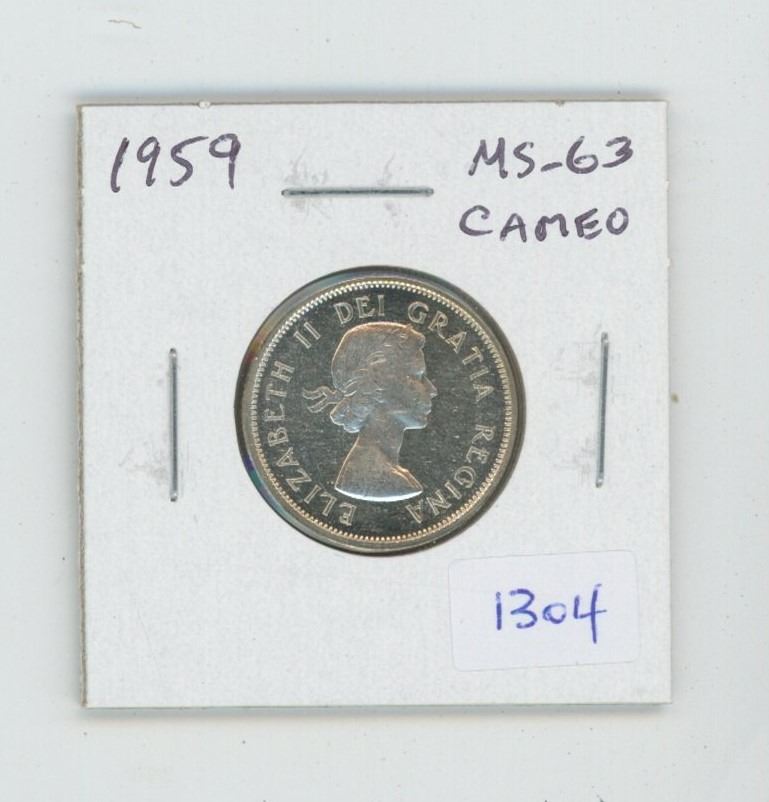 1959
MS-63
CAMEO
ELIZABETH II DEI GRATIA REGINA
1304